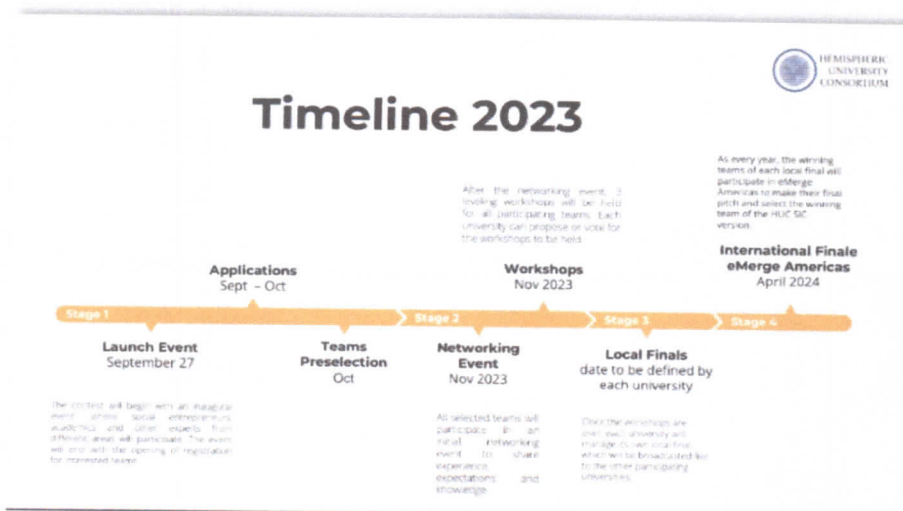 HEMISPHERIC
UNIVERSITY
CONSORTIUM
Timeline 2023
After the networking event, 3
leveling workshops will be held
for all participating teams. Each
university can propose or vote for
the workshops to be held.
As every year, the winning
teams of each local final will
participate in eMerge
Americas to make their final
pitch and select the winning
team of the HUC SIC
version.
Applications
Sept – Oct
Workshops
Nov 2023
International Finale
eMerge Americas
April 2024
Stage 1
Stage 2
Stage 3
Stage 4
Launch Event
September 27
Teams
Preselection
Oct
Networking
Event
Nov 2023
Local Finals
date to be defined by
each university
The contest will begin with an inaugural
event where social entrepreneurs,
academics and other experts from
different areas will participate. The event
will end with the opening of registration
for interested teams.
All selected teams will
participate in an
initial networking
event to share
experience,
expectations and
knowledge
Once the workshops are
over, each university will
manage its own local final,
which will be broadcasted live
to the other participating
universities.